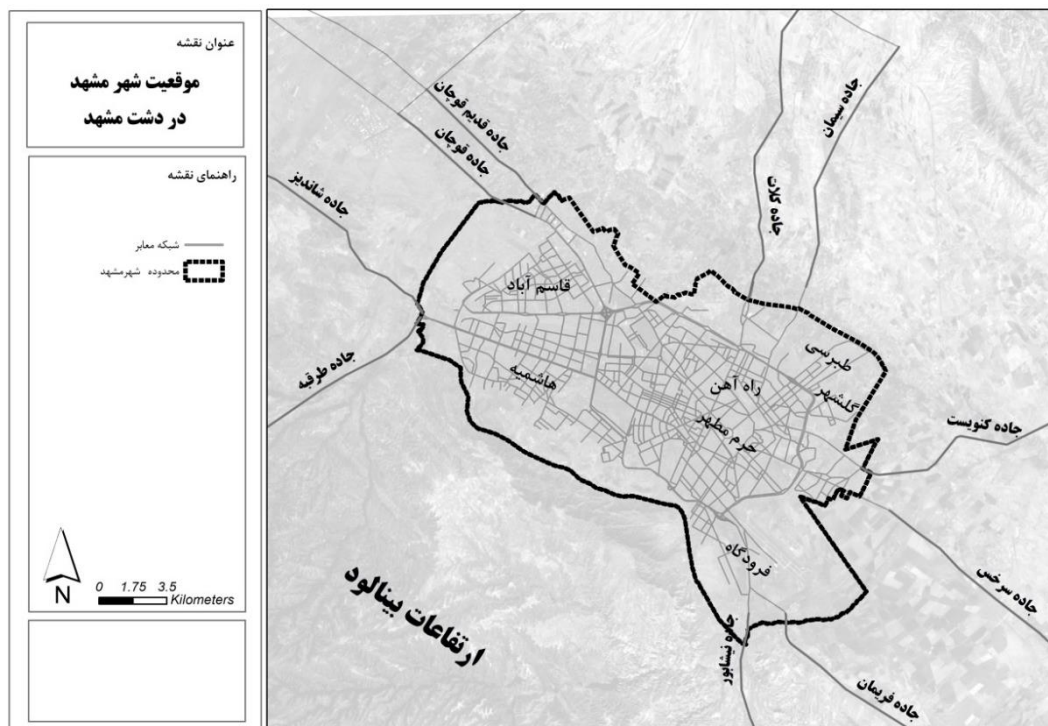 عنوان نقشه
موقعیت شهر مشهد
در دشت مشهد
راهنمای نقشه
شبکه معابر
محدوده شهرمشهد
0 1.75 3.5
Kilometers
N
جاده قدیم قوچان
جاده قوچان
جاده سیمان
جاده کلات
جاده شاندیز
قاسم آباد
طبرسی
جاده طرقبه
هاشمیه
راه آهن
گلشهر
حرم مطهر
جاده کنویست
فرودگاه
ارتفاعات بینالود
جاده سرخس
جاده نیشابور
جاده فریمان